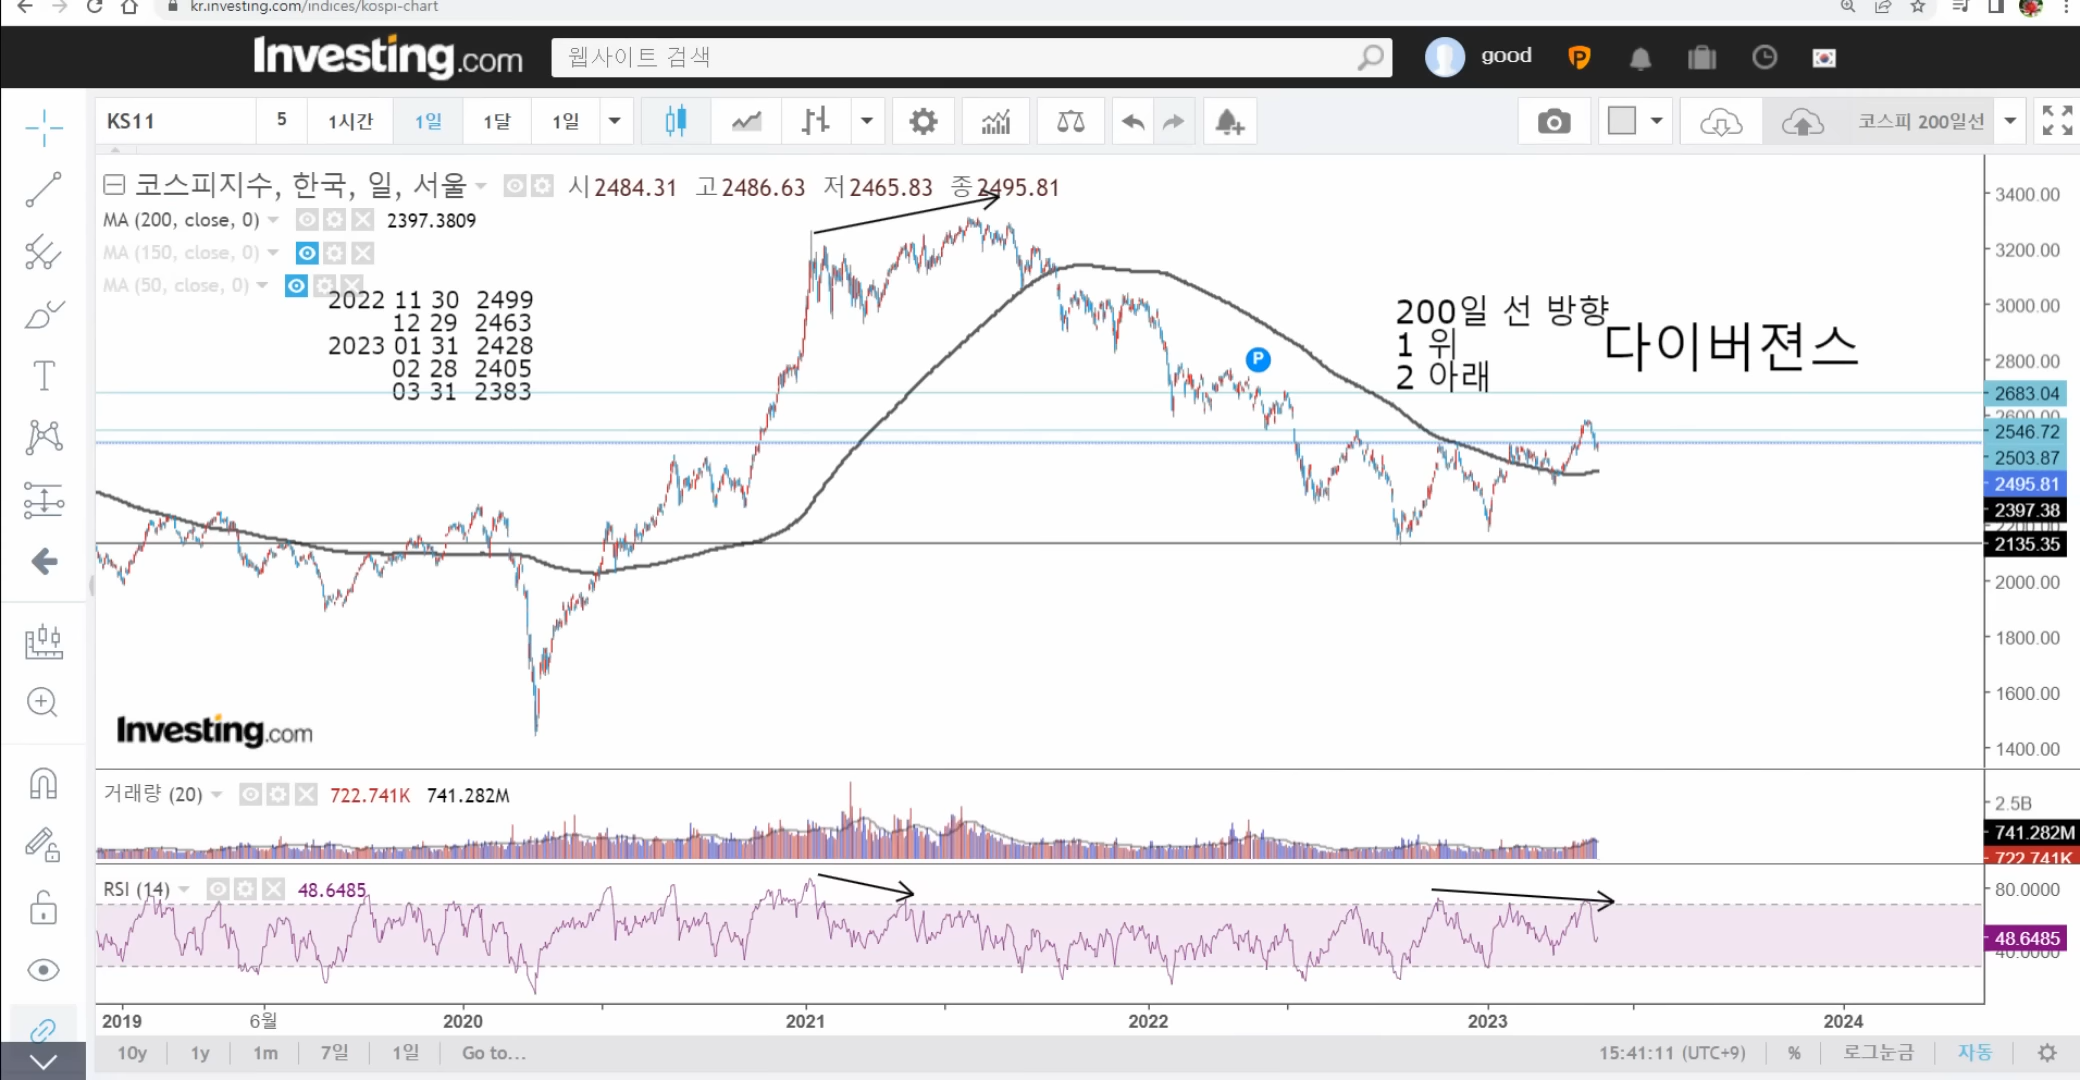 kr.investing.com/indices/kospi-chart
Investing.com 웹사이트 검색 good
KS11 5 1시간 1일 1달 1일 코스피 200일선
코스피지수, 한국, 일, 서울 시2484.31 고2486.63 저2465.83 종2495.81
MA (200, close, 0) 2397.3809
MA (150, close, 0)
MA (50, close, 0)
2022 11 30 2499
12 29 2463
2023 01 31 2428
02 28 2405
03 31 2383
200일 선 방향
1 위
2 아래
다이버젼스
P
3400.00
3200.00
3000.00
2800.00
2683.04
2600.00
2546.72
2503.87
2495.81
2397.38
2200.00
2135.35
2000.00
1800.00
1600.00
1400.00
Investing.com
거래량 (20) 722.741K 741.282M
2.5B
741.282M
722.741K
RSI (14) 48.6485
80.0000
48.6485
40.0000
2019 6월 2020 2021 2022 2023 2024
10y 1y 1m 7일 1일 Go to... 15:41:11 (UTC+9) % 로그눈금 자동